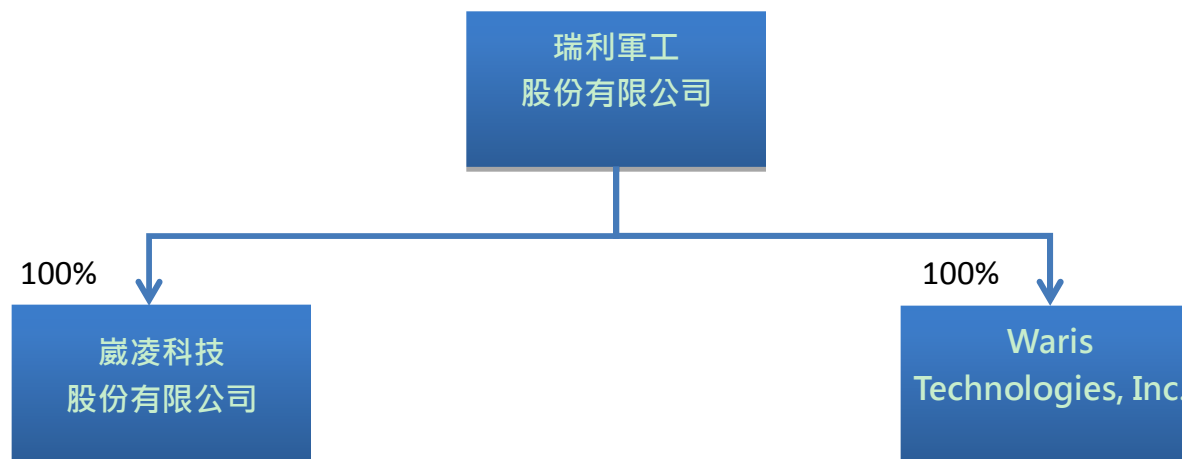 瑞利軍工
股份有限公司
100%
100%
崴凌科技
股份有限公司
Waris
Technologies, Inc.